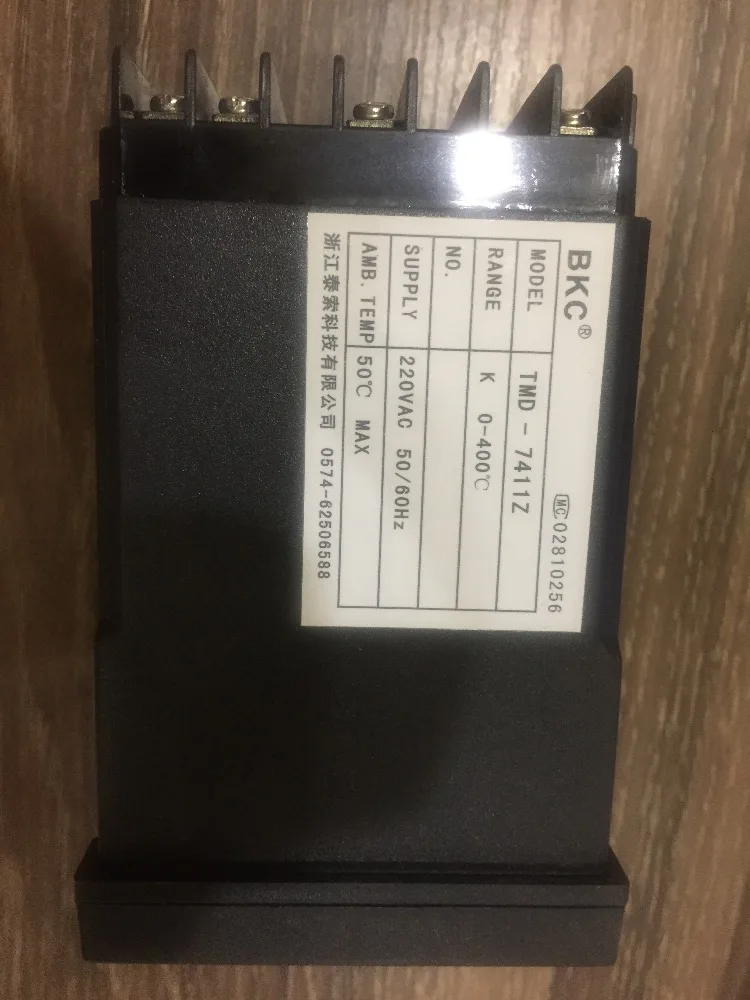 BKC®
MC 02810256
MODEL TMD - 7411Z
RANGE K 0-400℃
NO.
SUPPLY 220VAC 50/60Hz
AMB. TEMP 50℃ MAX
浙江泰索科技有限公司 0574-62506588